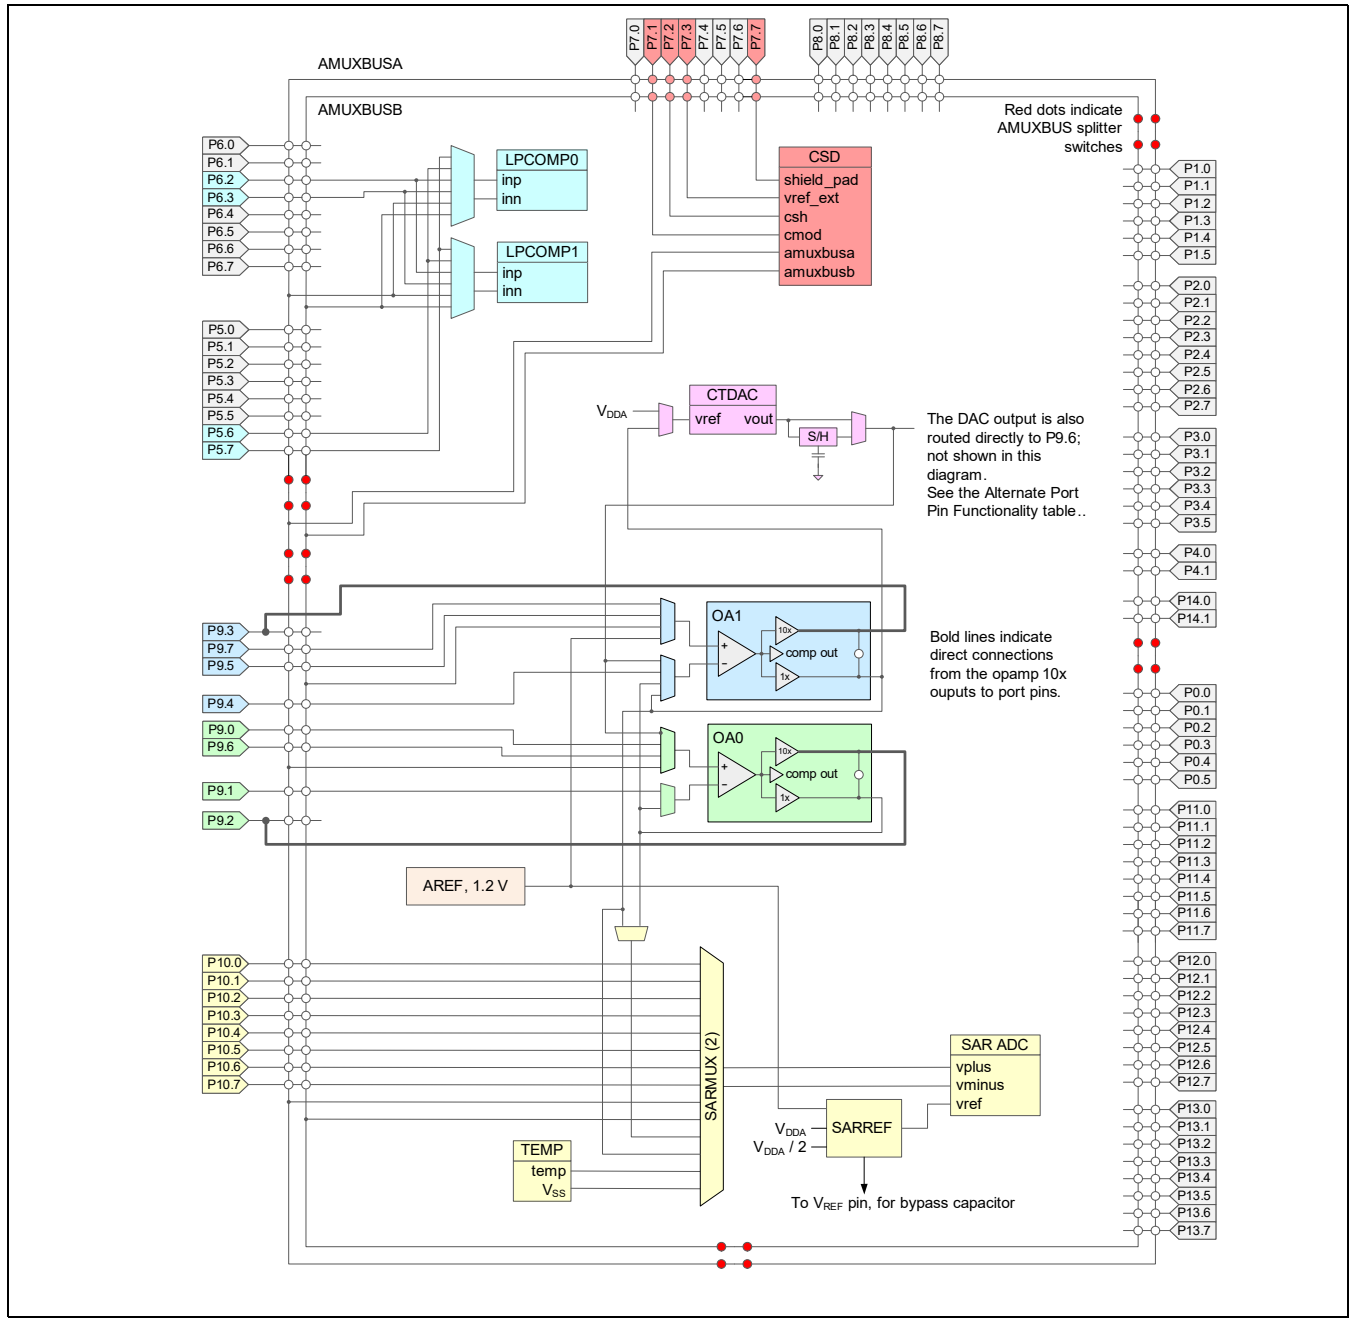 P7.0
P7.1
P7.2
P7.3
P7.4
P7.5
P7.6
P7.7
P8.0
P8.1
P8.2
P8.3
P8.4
P8.5
P8.6
P8.7
AMUXBUSA
AMUXBUSB
Red dots indicate
AMUXBUS splitter
switches
P6.0
P6.1
P6.2
P6.3
P6.4
P6.5
P6.6
P6.7
LPCOMP0
inp
inn
LPCOMP1
inp
inn
CSD
shield_pad
vref_ext
csh
cmod
amuxbusa
amuxbusb
P1.0
P1.1
P1.2
P1.3
P1.4
P1.5
P2.0
P2.1
P2.2
P2.3
P2.4
P2.5
P2.6
P2.7
P5.0
P5.1
P5.2
P5.3
P5.4
P5.5
P5.6
P5.7
VDDA
CTDAC
vref vout
S/H
The DAC output is also
routed directly to P9.6;
not shown in this
diagram.
See the Alternate Port
Pin Functionality table..
P3.0
P3.1
P3.2
P3.3
P3.4
P3.5
P4.0
P4.1
P14.0
P14.1
P9.3
P9.7
P9.5
P9.4
P9.0
P9.6
P9.1
P9.2
OA1
+
−
10x
comp out
1x
Bold lines indicate
direct connections
from the opamp 10x
ouputs to port pins.
OA0
+
−
10x
comp out
1x
P0.0
P0.1
P0.2
P0.3
P0.4
P0.5
P11.0
P11.1
P11.2
P11.3
P11.4
P11.5
P11.6
P11.7
AREF, 1.2 V
P10.0
P10.1
P10.2
P10.3
P10.4
P10.5
P10.6
P10.7
SARMUX (2)
SAR ADC
vplus
vminus
vref
P12.0
P12.1
P12.2
P12.3
P12.4
P12.5
P12.6
P12.7
VDDA
VDDA / 2
SARREF
TEMP
temp
VSS
To VREF pin, for bypass capacitor
P13.0
P13.1
P13.2
P13.3
P13.4
P13.5
P13.6
P13.7